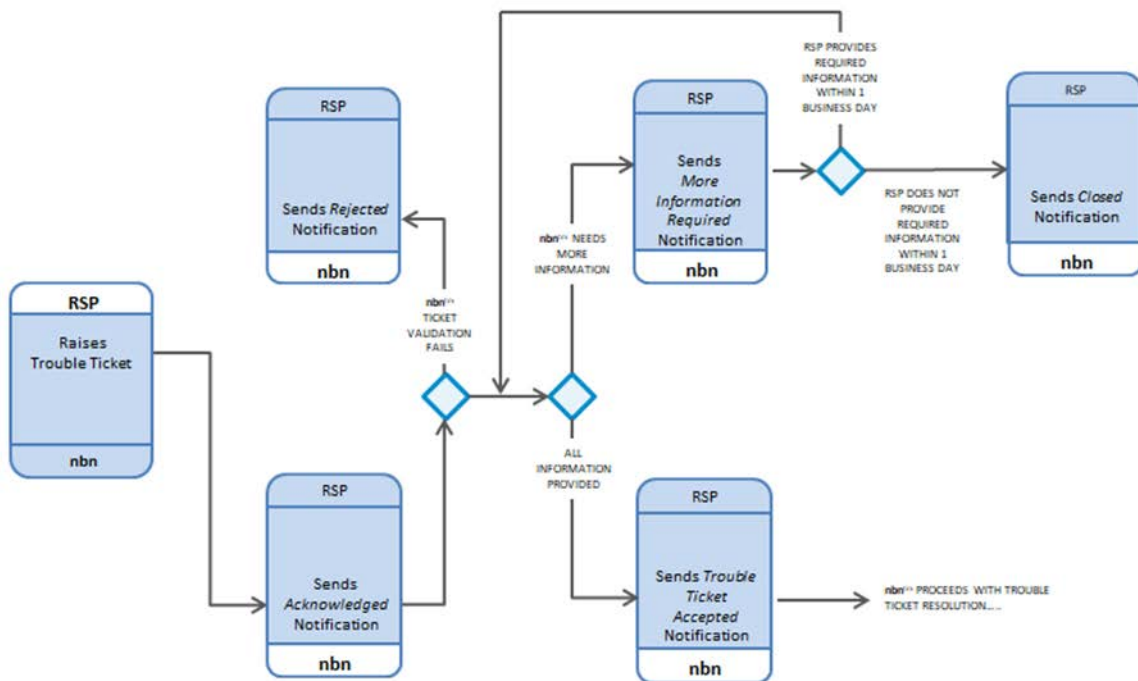 RSP PROVIDES
REQUIRED
INFORMATION
WITHIN 1
BUSINESS DAY
RSP
Sends Rejected
Notification
nbn
RSP
Sends
More
Information
Required
Notification
nbn
RSP
Sends Closed
Notification
nbn
RSP DOES NOT
PROVIDE
REQUIRED
INFORMATION
WITHIN 1
BUSINESS DAY
nbn NEEDS
MORE
INFORMATION
RSP
Raises
Trouble Ticket
nbn
nbn
TICKET
VALIDATION
FAILS
RSP
Sends
Acknowledged
Notification
nbn
ALL
INFORMATION
PROVIDED
RSP
Sends Trouble
Ticket
Accepted
Notification
nbn
nbn PROCEEDS WITH TROUBLE
TICKET RESOLUTION.....